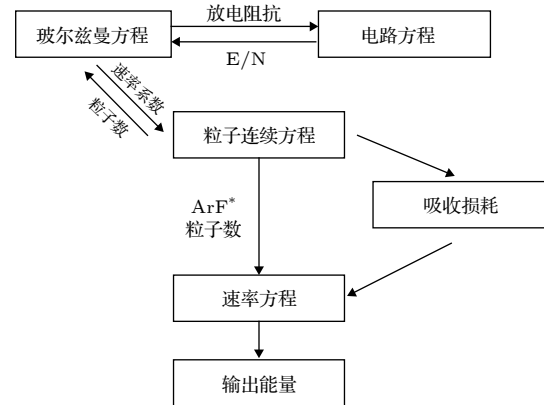 放电阻抗
玻尔兹曼方程
电路方程
E/N
速率系数
粒子数
粒子连续方程
ArF*
粒子数
吸收损耗
速率方程
输出能量